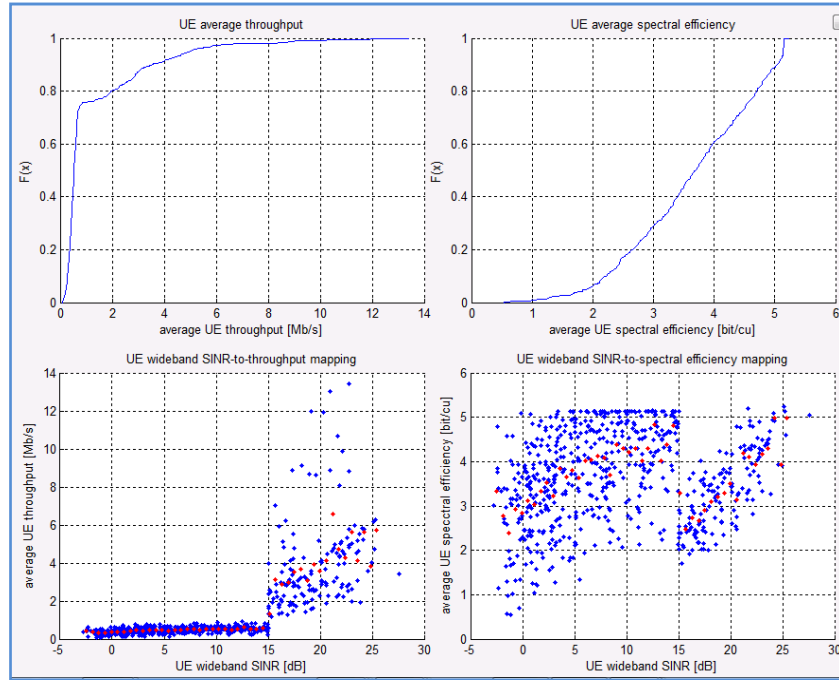 UE average throughput
1
0.8
0.6
0.4
0.2
0
F(x)
0 2 4 6 8 10 12 14
average UE throughput [Mb/s]
UE average spectral efficiency
1
0.8
0.6
0.4
0.2
0
F(x)
0 1 2 3 4 5 6
average UE spectral efficiency [bit/cu]
UE wideband SINR-to-throughput mapping
14
12
10
8
6
4
2
0
average UE throughput [Mb/s]
-5 0 5 10 15 20 25 30
UE wideband SINR [dB]
UE wideband SINR-to-spectral efficiency mapping
6
5
4
3
2
1
0
average UE specctral efficiency [bit/cu]
-5 0 5 10 15 20 25 30
UE wideband SINR [dB]